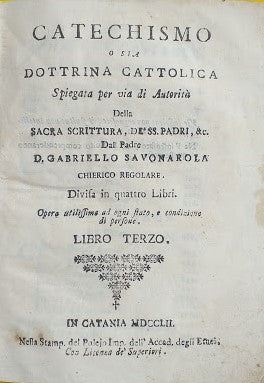 CATECHISMO
O SIA
DOTTRINA CATTOLICA
Spiegata per via di Autorità
Della
SACRA SCRITTURA, DE' SS. PADRI, &c.
Dal Padre
D. GABRIELLO SAVONAROLA
CHIERICO REGOLARE.
Divisa in quattro Libri.
Opera utilissima ad ogni stato, e condizione
di persone.
LIBRO TERZO.
IN CATANIA MDCCLII.
Nella Stamp. del Palejo Imp. dell' Accad. degli Etnei.
Con Licenza de' Superiori.